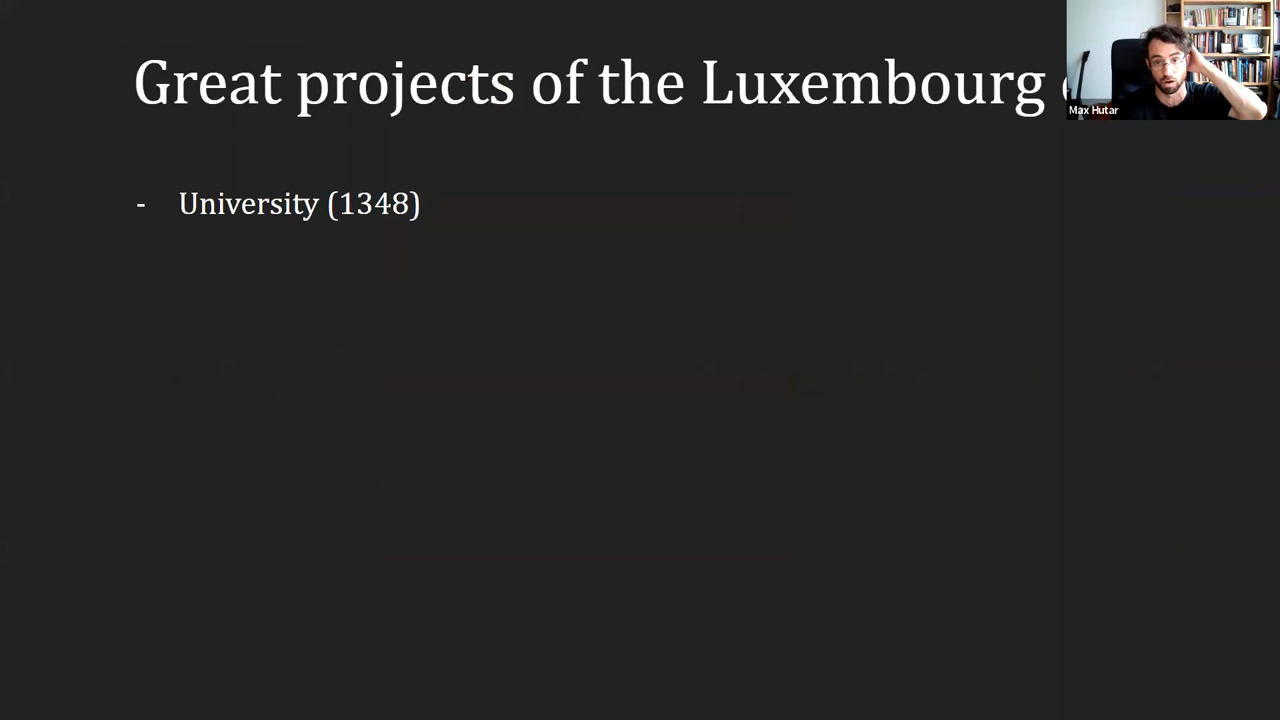 Great projects of the Luxembourg
Max Hutar
- University (1348)